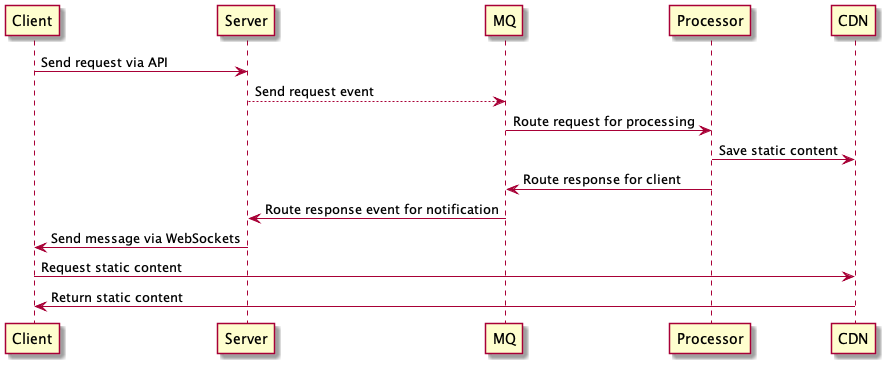 Client Server MQ Processor CDN
Send request via API
Send request event
Route request for processing
Save static content
Route response for client
Route response event for notification
Send message via WebSockets
Request static content
Return static content
Client Server MQ Processor CDN